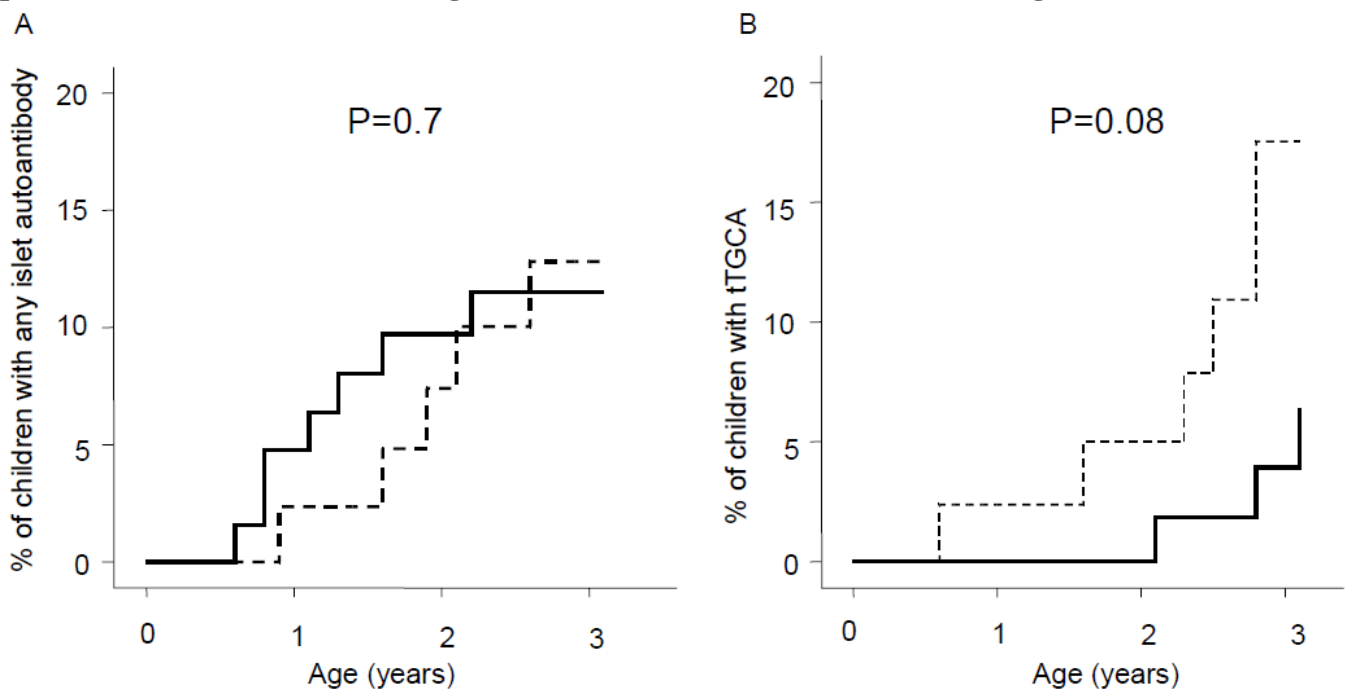 A
% of children with any islet autoantibody
20
15
10
5
0
P=0.7
0 1 2 3
Age (years)
B
% of children with tTGCA
20
15
10
5
0
P=0.08
0 1 2 3
Age (years)